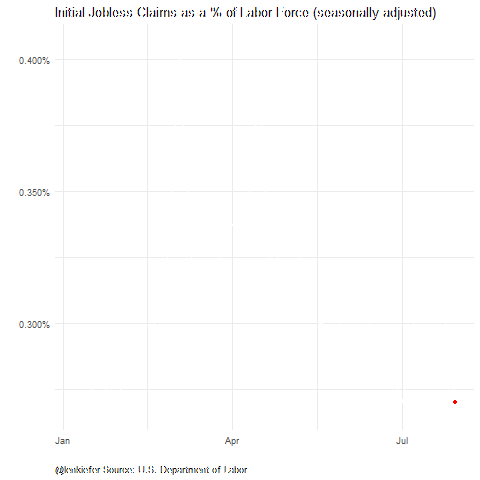 Initial Jobless Claims as a % of Labor Force (seasonally adjusted)
0.400%
0.350%
0.300%
Jan Apr Jul
@lenkiefer Source: U.S. Department of Labor